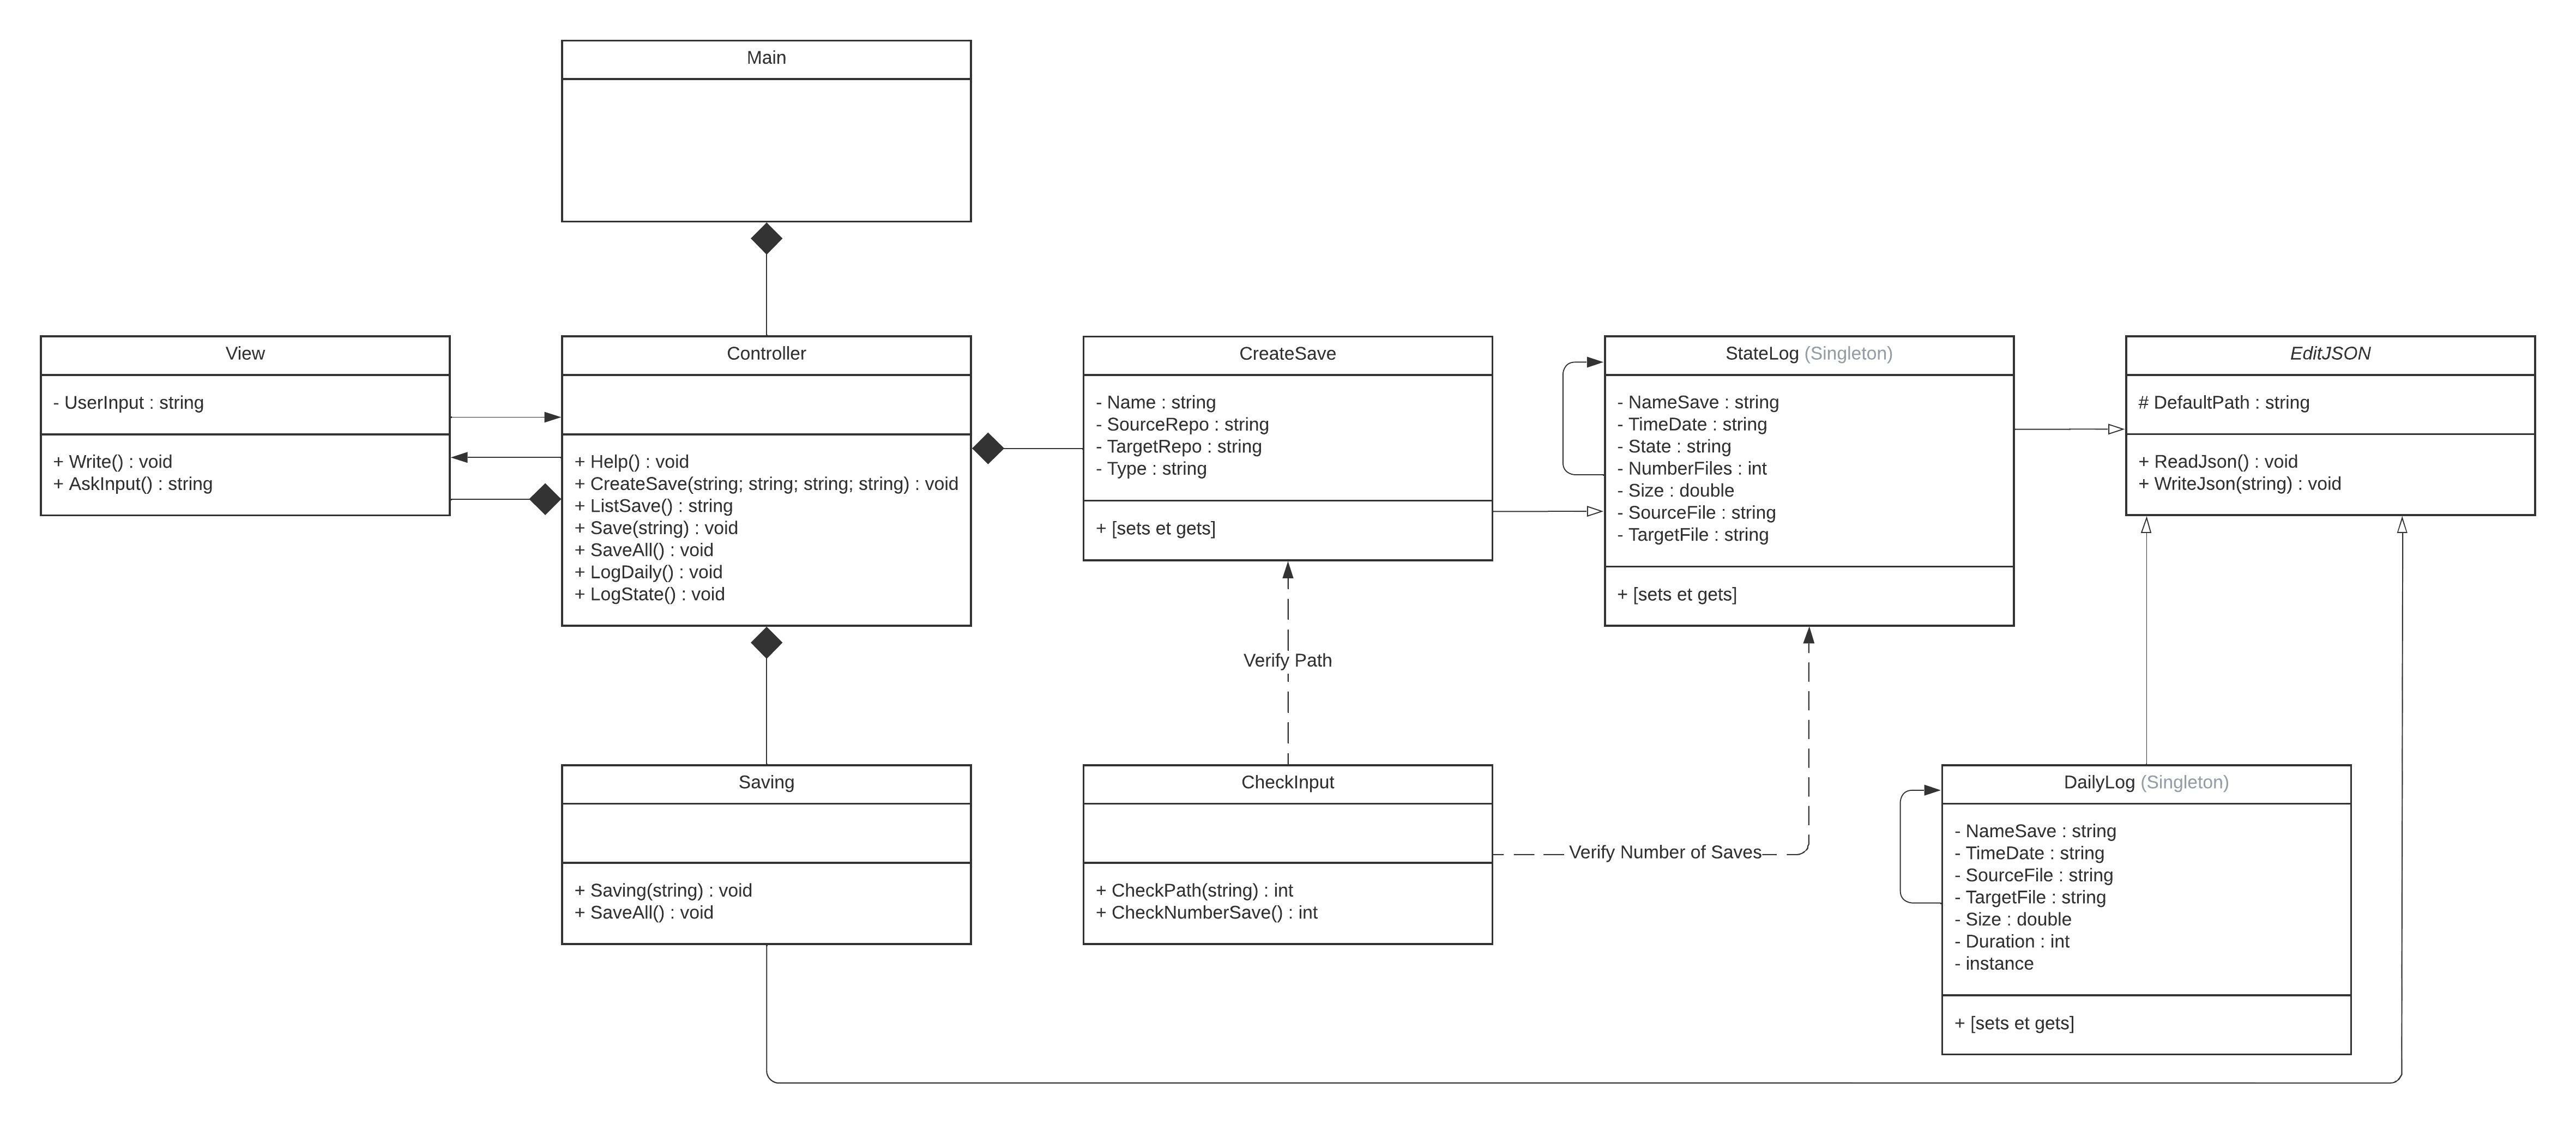 Main
View
- UserInput : string
+ Write() : void
+ AskInput() : string
Controller
+ Help() : void
+ CreateSave(string; string; string; string) : void
+ ListSave() : string
+ Save(string) : void
+ SaveAll() : void
+ LogDaily() : void
+ LogState() : void
CreateSave
- Name : string
- SourceRepo : string
- TargetRepo : string
- Type : string
+ [sets et gets]
StateLog (Singleton)
- NameSave : string
- TimeDate : string
- State : string
- NumberFiles : int
- Size : double
- SourceFile : string
- TargetFile : string
+ [sets et gets]
EditJSON
# DefaultPath : string
+ ReadJson() : void
+ WriteJson(string) : void
Verify Path
Saving
+ Saving(string) : void
+ SaveAll() : void
CheckInput
+ CheckPath(string) : int
+ CheckNumberSave() : int
Verify Number of Saves
DailyLog (Singleton)
- NameSave : string
- TimeDate : string
- SourceFile : string
- TargetFile : string
- Size : double
- Duration : int
- instance
+ [sets et gets]